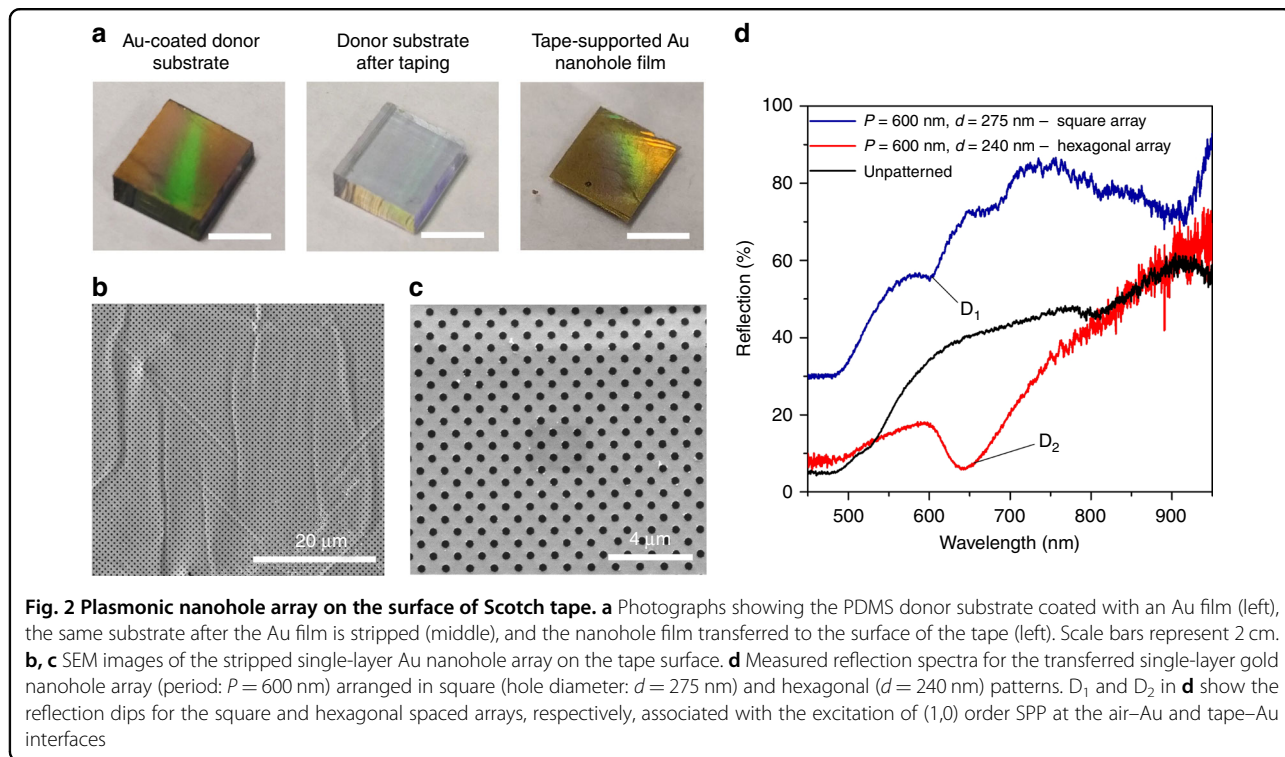 a
Au-coated donor
substrate
Donor substrate
after taping
Tape-supported Au
nanohole film
b
20 μm
c
4 μm
d
100
80
60
40
20
0
Reflection (%)
P = 600 nm, d = 275 nm – square array
P = 600 nm, d = 240 nm – hexagonal array
Unpatterned
D₁
D₂
500
600
700
800
900
Wavelength (nm)
Fig. 2 Plasmonic nanohole array on the surface of Scotch tape. a Photographs showing the PDMS donor substrate coated with an Au film (left),
the same substrate after the Au film is stripped (middle), and the nanohole film transferred to the surface of the tape (left). Scale bars represent 2 cm.
b, c SEM images of the stripped single-layer Au nanohole array on the tape surface. d Measured reflection spectra for the transferred single-layer gold
nanohole array (period: P = 600 nm) arranged in square (hole diameter: d = 275 nm) and hexagonal (d = 240 nm) patterns. D₁ and D₂ in d show the
reflection dips for the square and hexagonal spaced arrays, respectively, associated with the excitation of (1,0) order SPP at the air–Au and tape–Au
interfaces